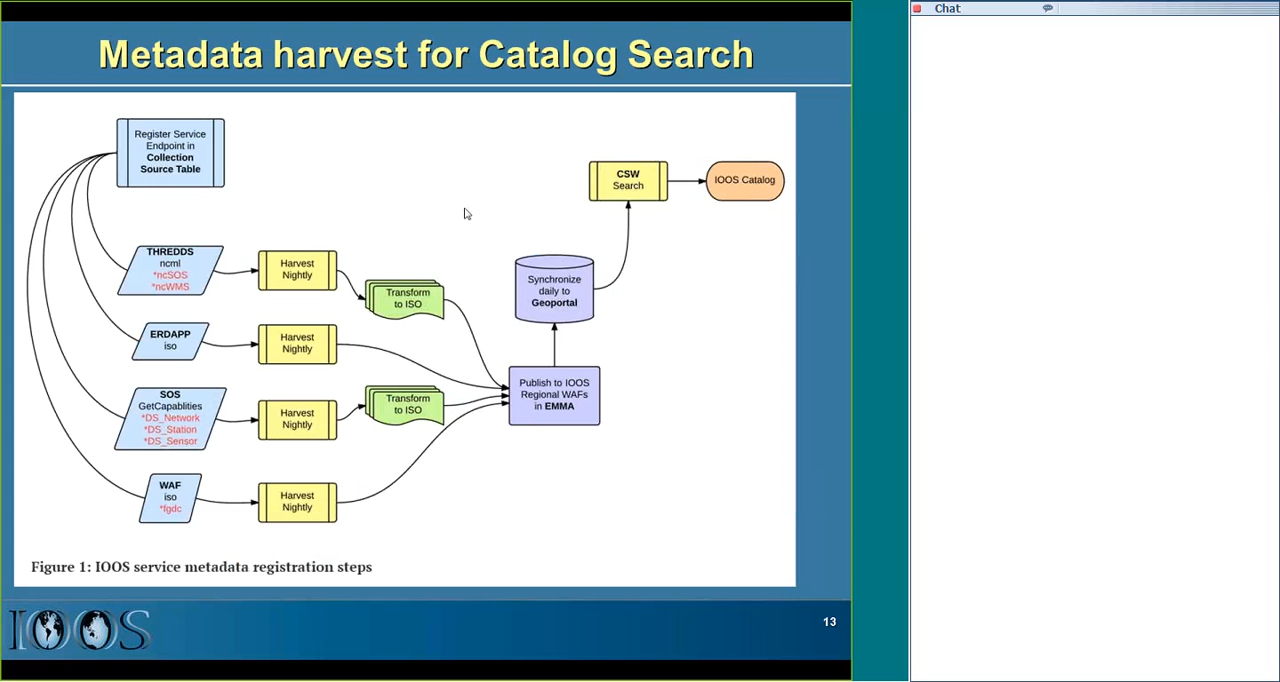 Metadata harvest for Catalog Search
Chat
Register Service
Endpoint in
Collection
Source Table
CSW
Search
IOOS Catalog
THREDDS
ncml
*ncSOS
*ncWMS
Harvest
Nightly
Transform
to ISO
Synchronize
daily to
Geoportal
ERDAPP
iso
Harvest
Nightly
SOS
GetCapablities
*DS_Network
*DS_Station
*DS_Sensor
Harvest
Nightly
Transform
to ISO
Publish to IOOS
Regional WAFs
in EMMA
WAF
iso
*fgdc
Harvest
Nightly
Figure 1: IOOS service metadata registration steps
IOOS
13